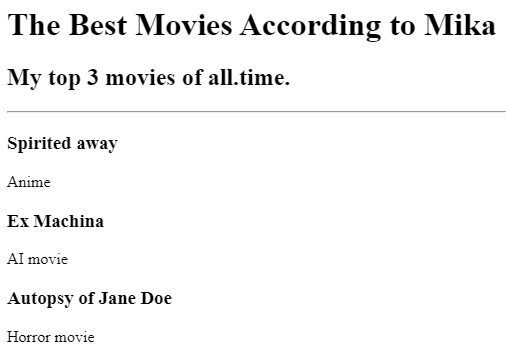 The Best Movies According to Mika
My top 3 movies of all.time.
Spirited away
Anime
Ex Machina
AI movie
Autopsy of Jane Doe
Horror movie